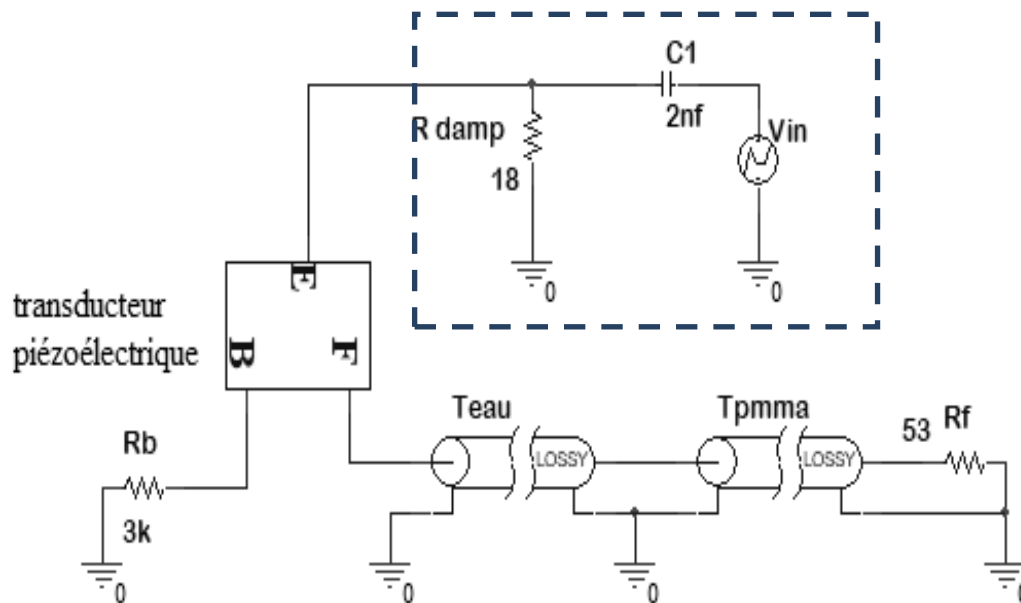 C1
2nf
Vin
R damp
18
0
0
E
transducteur
piézoélectrique
B
F
Teau
Tpmma
53
Rf
Rb
LOSSY
LOSSY
3k
0
0
0
0